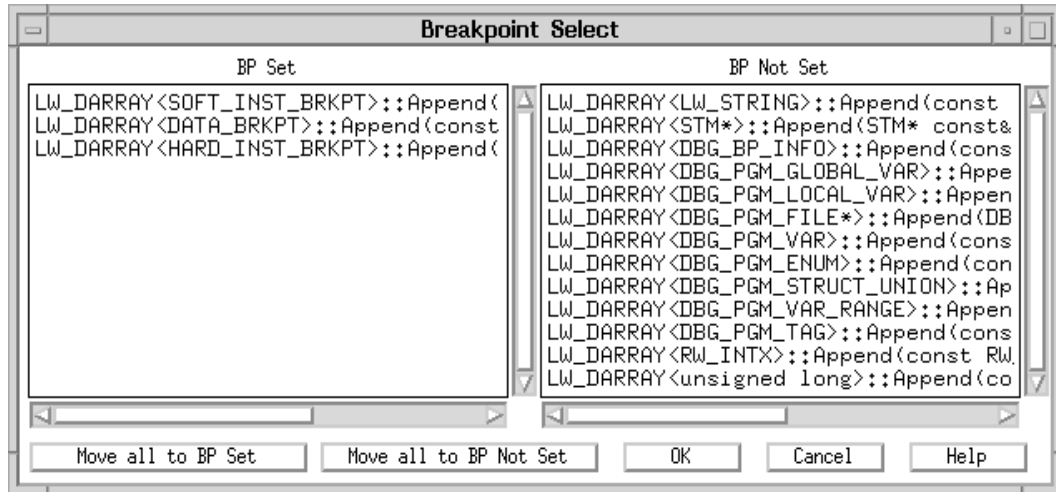 Breakpoint Select
BP Set
LW_DARRAY<SOFT_INST_BRKPT>::Append(
LW_DARRAY<DATA_BRKPT>::Append(const
LW_DARRAY<HARD_INST_BRKPT>::Append(
BP Not Set
LW_DARRAY<LW_STRING>::Append(const
LW_DARRAY<STM*>::Append(STM* const&
LW_DARRAY<DBG_BP_INFO>::Append(cons
LW_DARRAY<DBG_PGM_GLOBAL_VAR>::Appe
LW_DARRAY<DBG_PGM_LOCAL_VAR>::Appen
LW_DARRAY<DBG_PGM_FILE*>::Append(DB
LW_DARRAY<DBG_PGM_VAR>::Append(cons
LW_DARRAY<DBG_PGM_ENUM>::Append(con
LW_DARRAY<DBG_PGM_STRUCT_UNION>::Ap
LW_DARRAY<DBG_PGM_VAR_RANGE>::Appen
LW_DARRAY<DBG_PGM_TAG>::Append(cons
LW_DARRAY<RW_INTX>::Append(const RW_
LW_DARRAY<unsigned long>::Append(co
Move all to BP Set
Move all to BP Not Set
OK
Cancel
Help